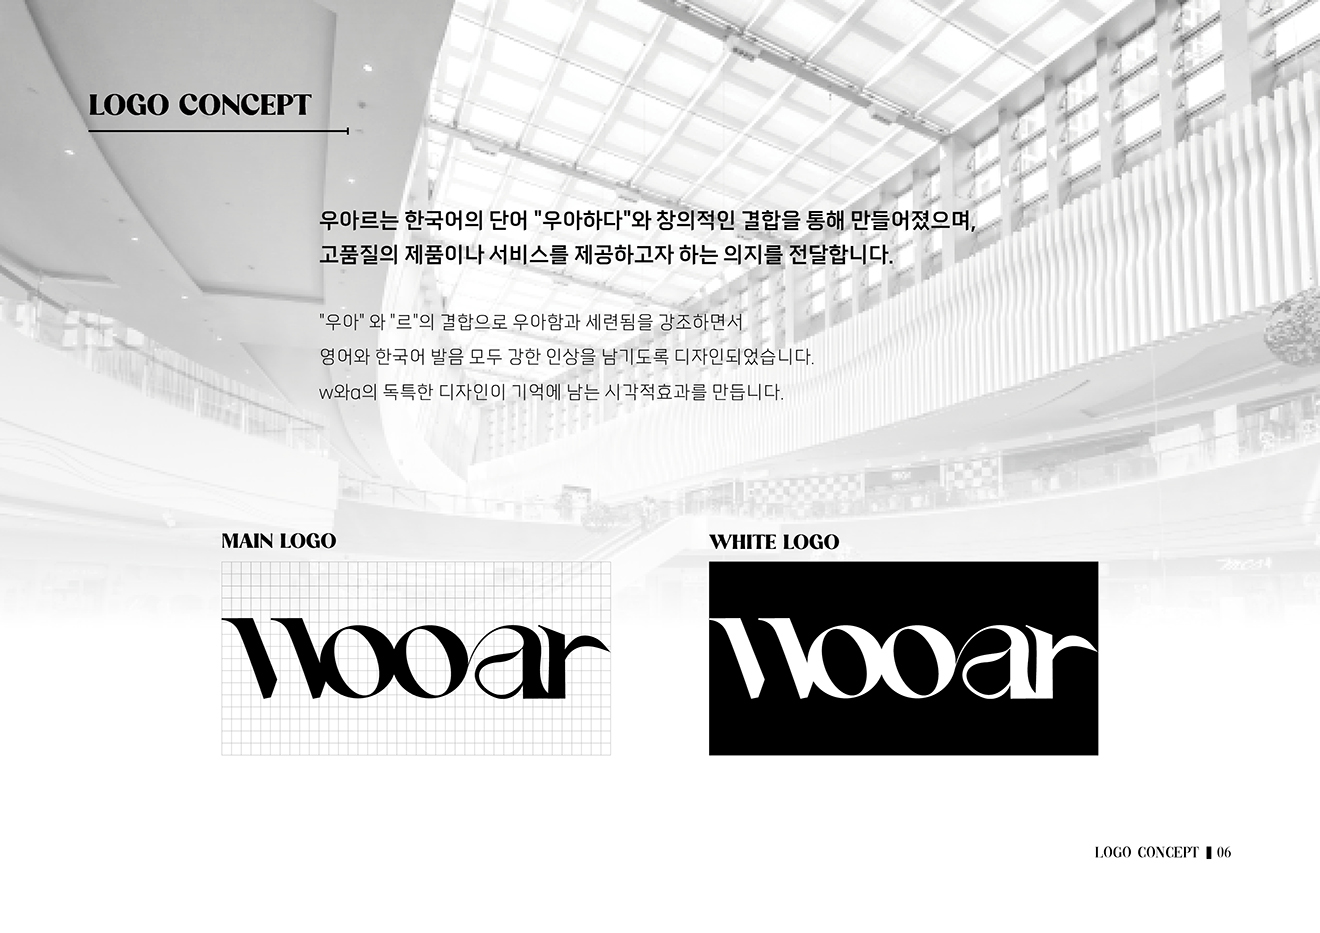 LOGO CONCEPT
우아르는 한국어의 단어 "우아하다"와 창의적인 결합을 통해 만들어졌으며,
고품질의 제품이나 서비스를 제공하고자 하는 의지를 전달합니다.
"우아" 와 "르"의 결합으로 우아함과 세련됨을 강조하면서
영어와 한국어 발음 모두 강한 인상을 남기도록 디자인되었습니다.
w와a의 독특한 디자인이 기억에 남는 시각적효과를 만듭니다.
MAIN LOGO
WHITE LOGO
wooar
wooar
LOGO CONCEPT ▮ 06